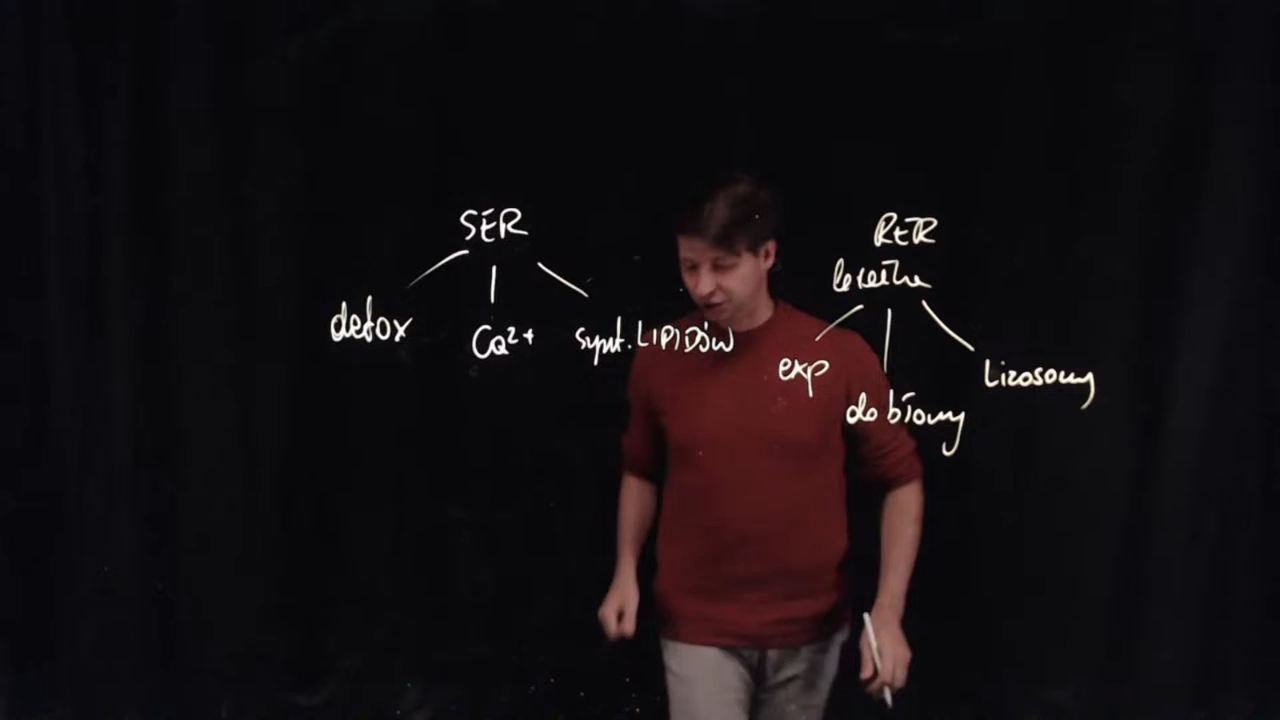 SER
detox
Ca²⁺
synt. LIPIDÓW
RER
exp
do błony
Lizosomy